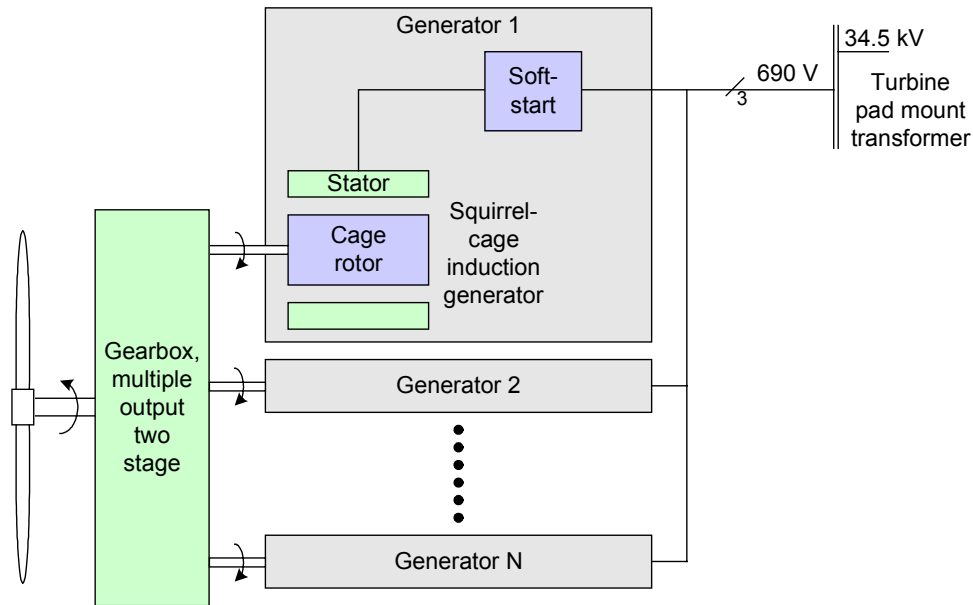 Generator 1
Soft-
start
690 V
3
34.5 kV
Turbine
pad mount
transformer
Stator
Cage
rotor
Squirrel-
cage
induction
generator
Gearbox,
multiple
output
two
stage
Generator 2
Generator N